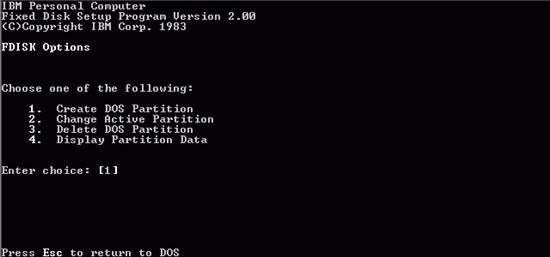 IBM Personal Computer
Fixed Disk Setup Program Version 2.00
(C)Copyright IBM Corp. 1983
FDISK Options
Choose one of the following:
1. Create DOS Partition
2. Change Active Partition
3. Delete DOS Partition
4. Display Partition Data
Enter choice: [1]
Press Esc to return to DOS